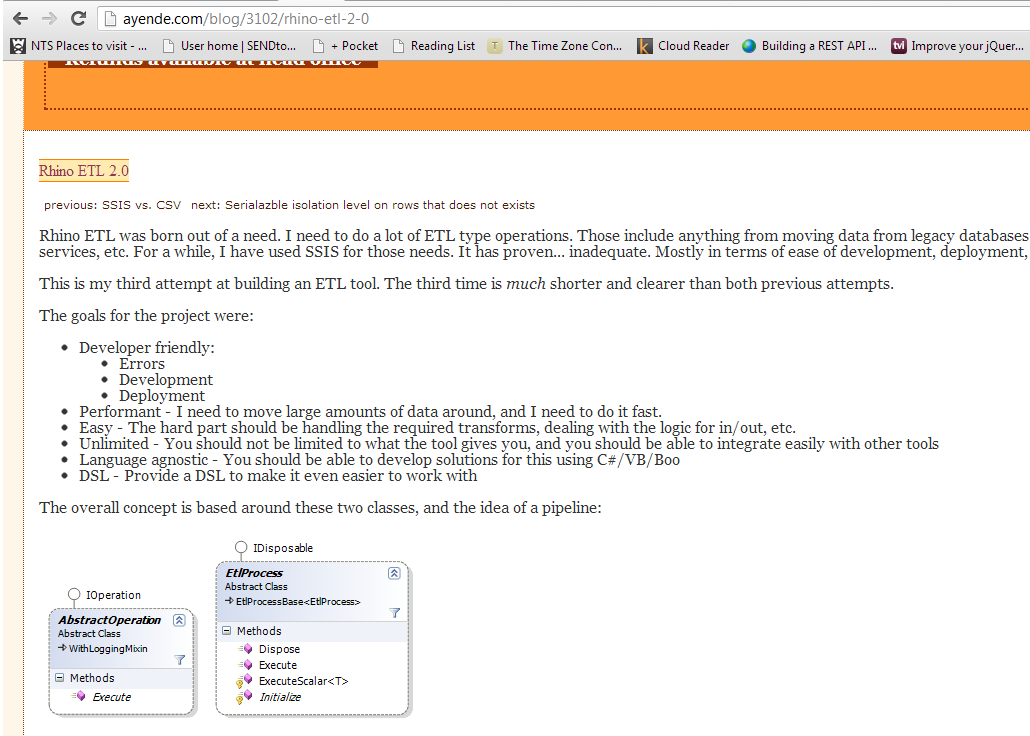 ayende.com/blog/3102/rhino-etl-2-0
NTS Places to visit - ... User home | SENDto... + Pocket Reading List T The Time Zone Con... k Cloud Reader Building a REST API ... tvl Improve your jQuer...
Refunds available at head office
Rhino ETL 2.0
previous: SSIS vs. CSV next: Serialazble isolation level on rows that does not exists
Rhino ETL was born out of a need. I need to do a lot of ETL type operations. Those include anything from moving data from legacy databases
services, etc. For a while, I have used SSIS for those needs. It has proven... inadequate. Mostly in terms of ease of development, deployment,
This is my third attempt at building an ETL tool. The third time is much shorter and clearer than both previous attempts.
The goals for the project were:
Developer friendly:
Errors
Development
Deployment
Performant - I need to move large amounts of data around, and I need to do it fast.
Easy - The hard part should be handling the required transforms, dealing with the logic for in/out, etc.
Unlimited - You should not be limited to what the tool gives you, and you should be able to integrate easily with other tools
Language agnostic - You should be able to develop solutions for this using C#/VB/Boo
DSL - Provide a DSL to make it even easier to work with
The overall concept is based around these two classes, and the idea of a pipeline:
IOperation
AbstractOperation
Abstract Class
WithLoggingMixin
Methods
Execute
IDisposable
EtlProcess
Abstract Class
EtlProcessBase<EtlProcess>
Methods
Dispose
Execute
ExecuteScalar<T>
Initialize